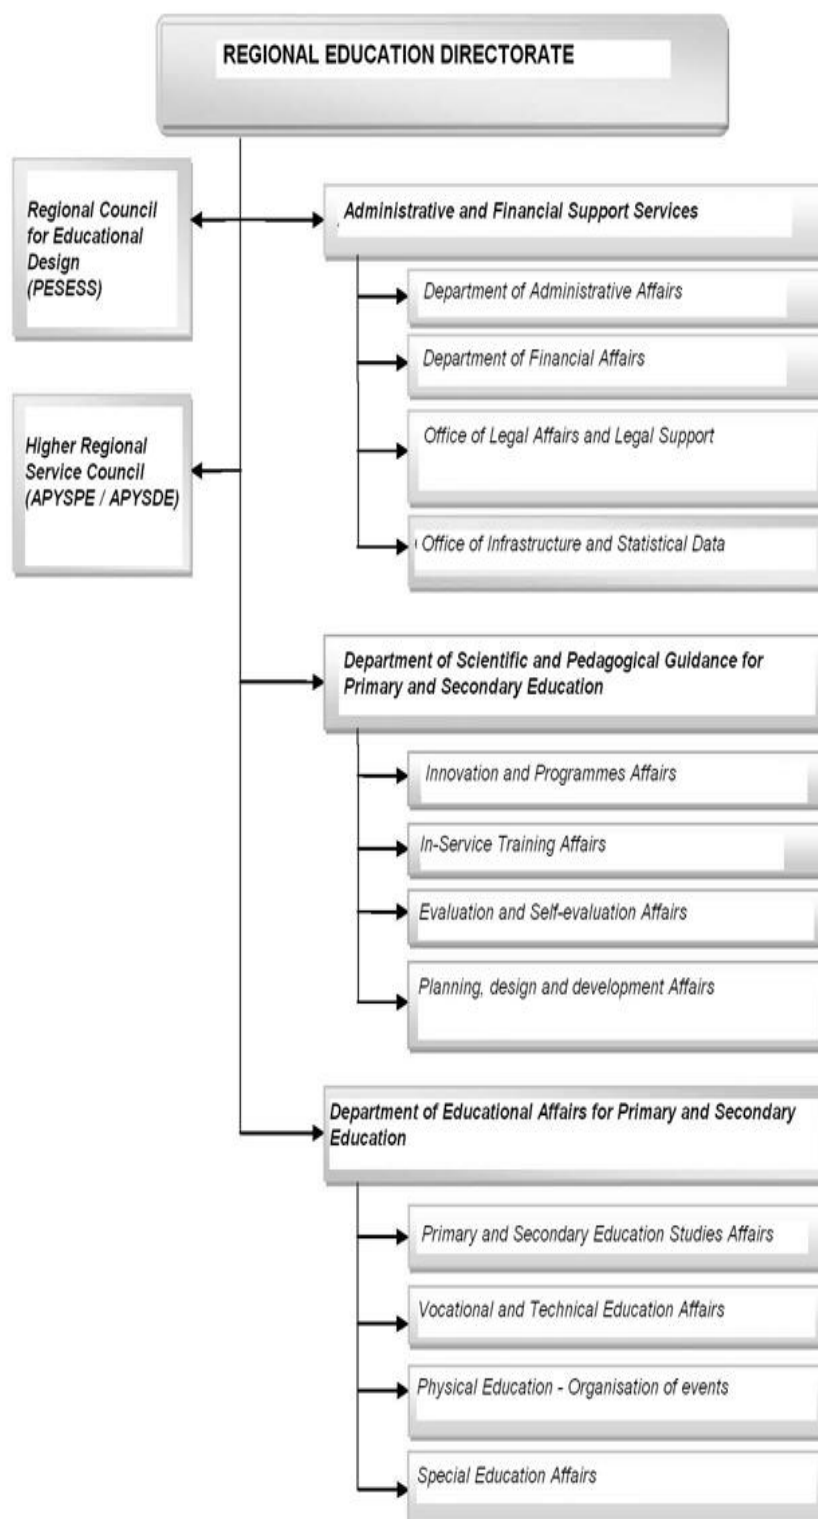 REGIONAL EDUCATION DIRECTORATE
Regional Council
for Educational
Design
(PESESS)
Higher Regional
Service Council
(APYSPE / APYSDE)
Administrative and Financial Support Services
Department of Administrative Affairs
Department of Financial Affairs
Office of Legal Affairs and Legal Support
Office of Infrastructure and Statistical Data
Department of Scientific and Pedagogical Guidance for
Primary and Secondary Education
Innovation and Programmes Affairs
In-Service Training Affairs
Evaluation and Self-evaluation Affairs
Planning, design and development Affairs
Department of Educational Affairs for Primary and Secondary
Education
Primary and Secondary Education Studies Affairs
Vocational and Technical Education Affairs
Physical Education - Organisation of events
Special Education Affairs